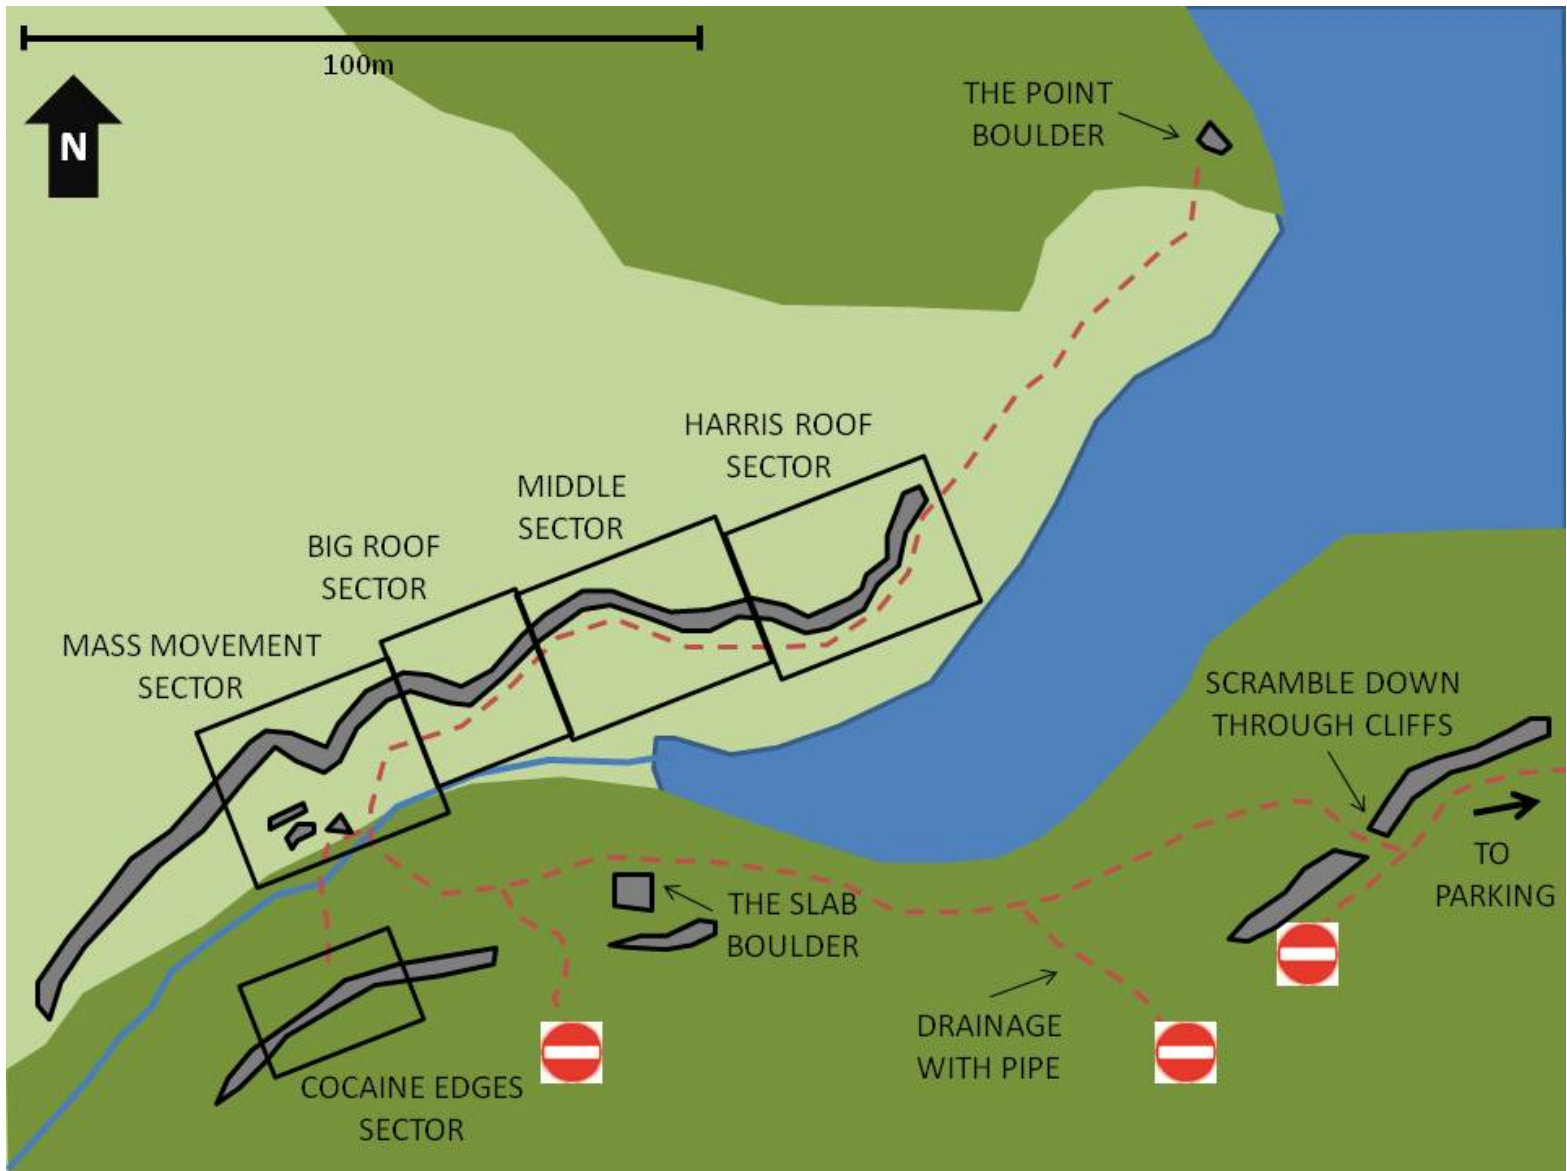 100m
N
THE POINT
BOULDER
HARRIS ROOF
SECTOR
MIDDLE
SECTOR
BIG ROOF
SECTOR
MASS MOVEMENT
SECTOR
SCRAMBLE DOWN
THROUGH CLIFFS
TO
PARKING
THE SLAB
BOULDER
DRAINAGE
WITH PIPE
COCAINE EDGES
SECTOR